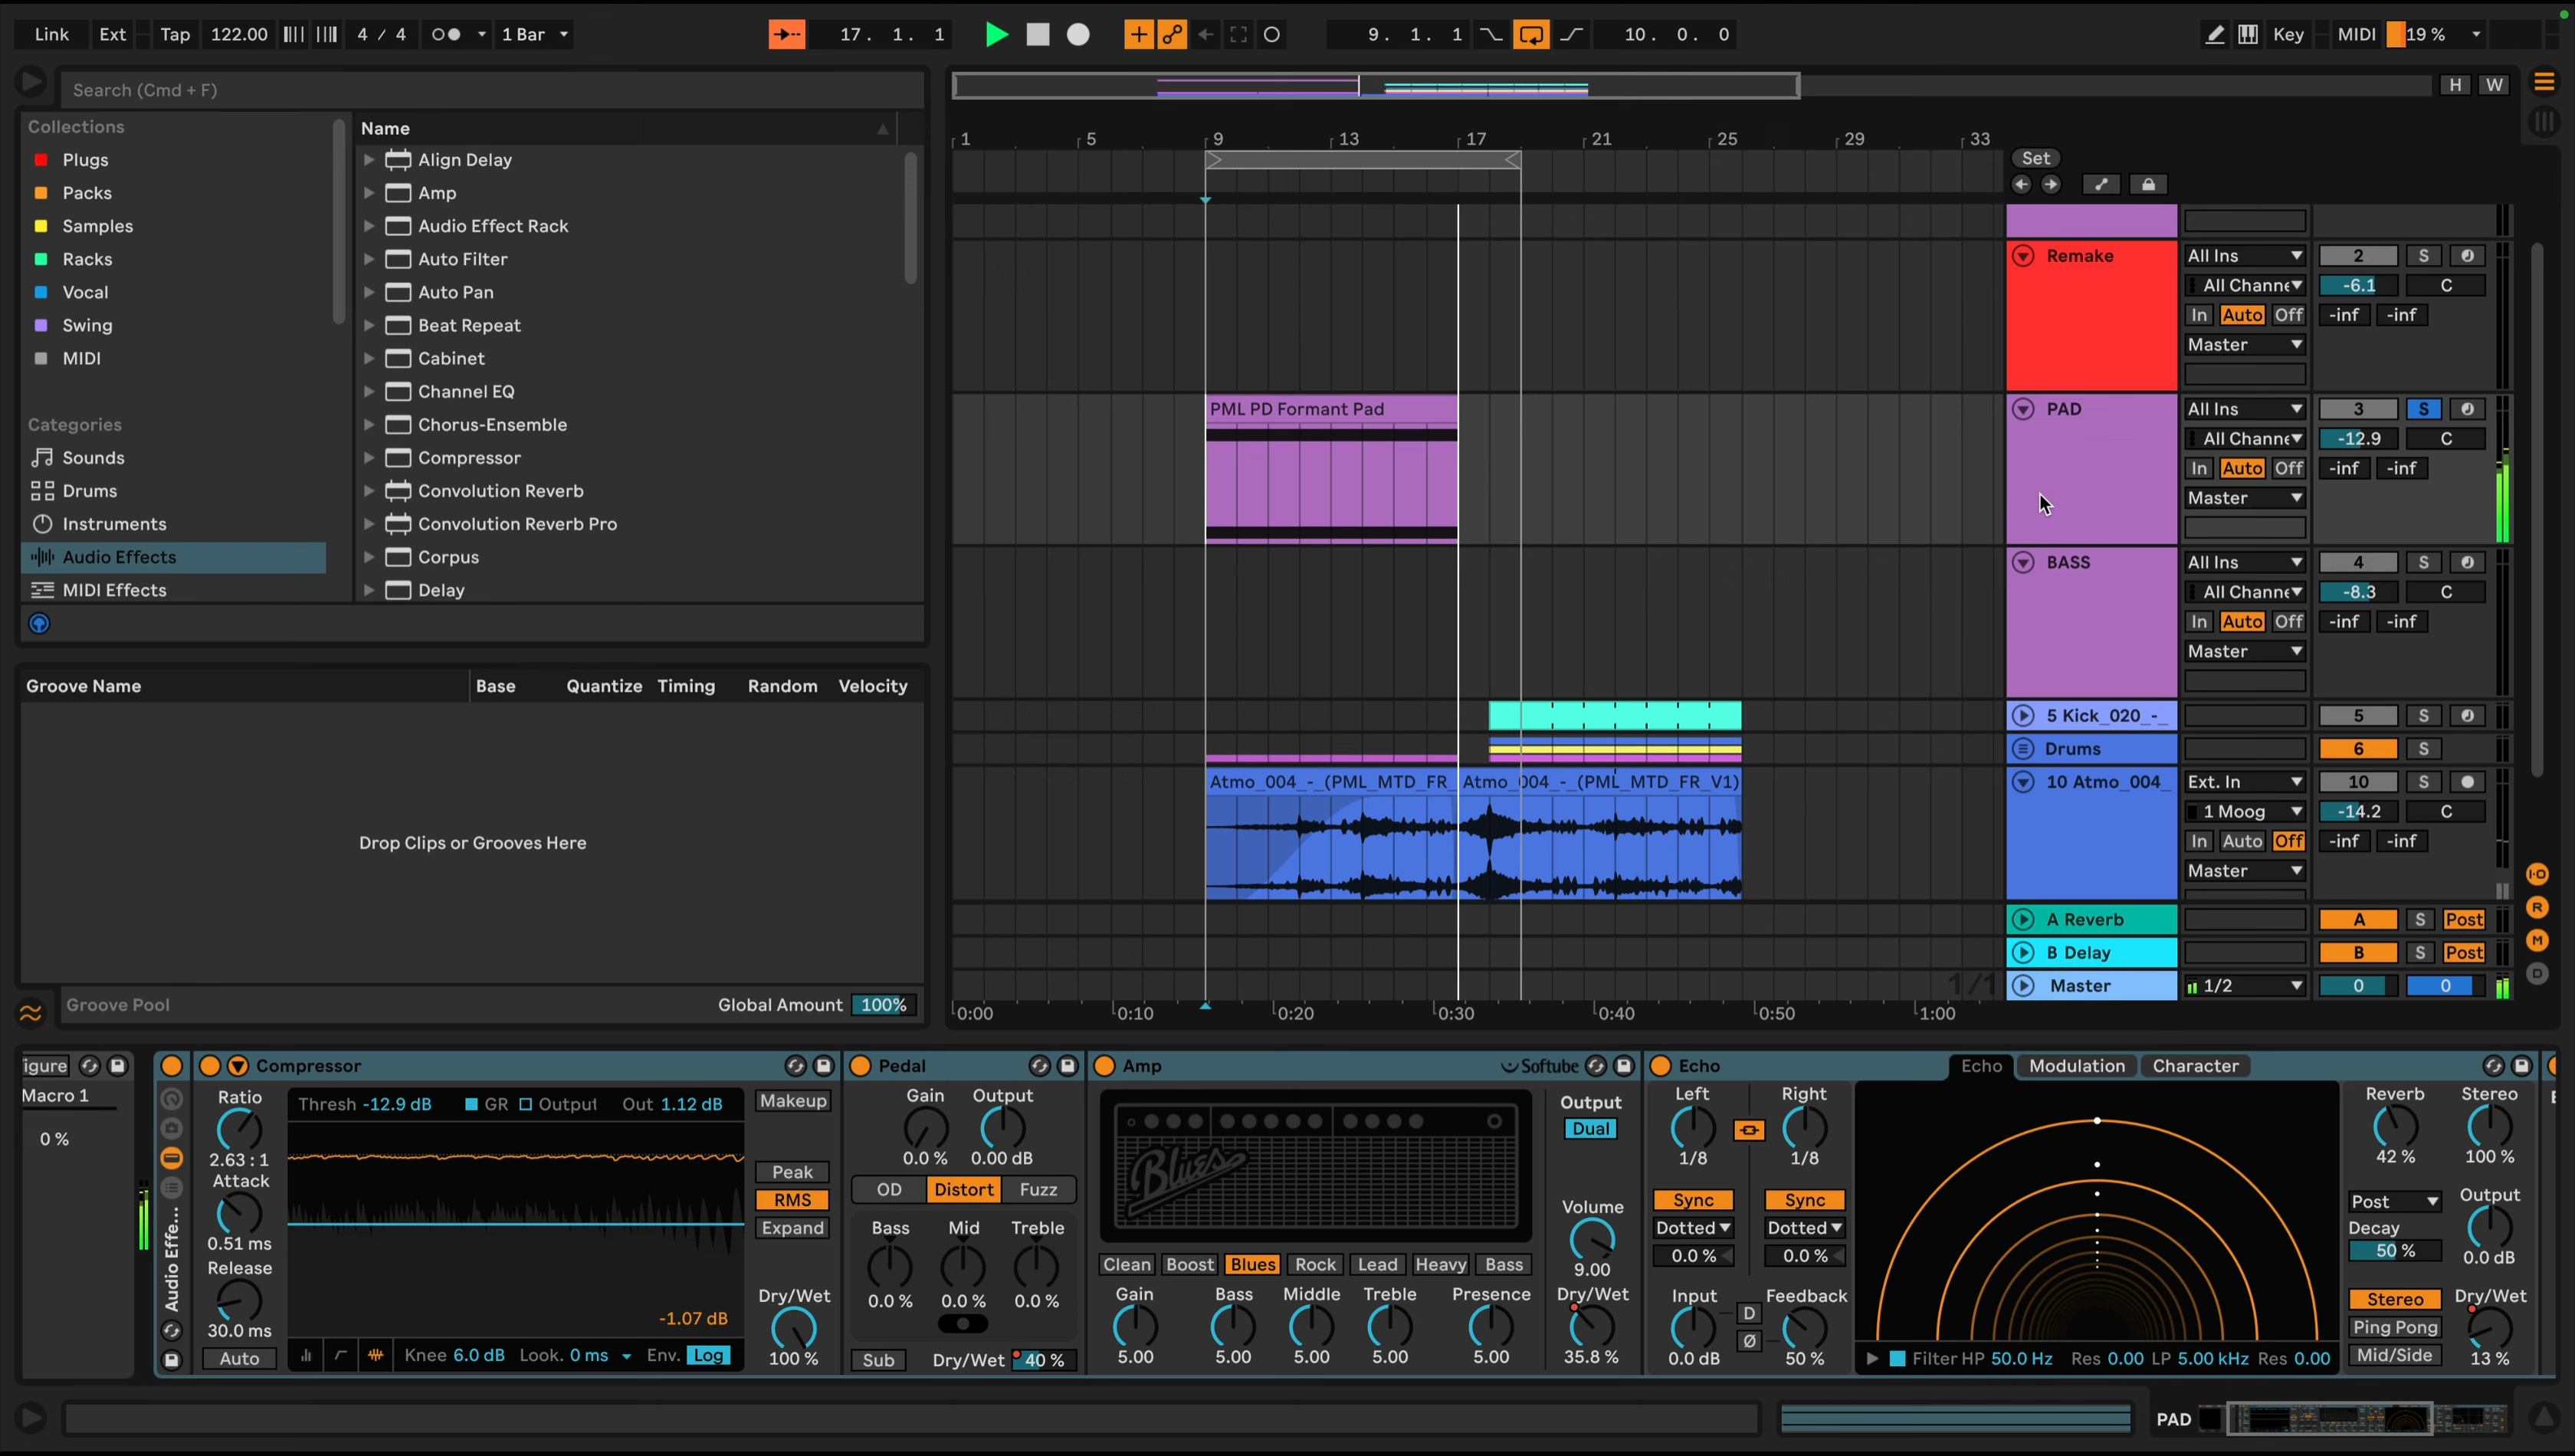 Link Ext Tap 122.00 4 / 4 1 Bar 17. 1. 1 9. 1. 1 10. 0. 0 Key MIDI 19 %
Search (Cmd + F)
Collections
Plugs
Packs
Samples
Racks
Vocal
Swing
MIDI
Categories
Sounds
Drums
Instruments
Audio Effects
MIDI Effects
Name
Align Delay
Amp
Audio Effect Rack
Auto Filter
Auto Pan
Beat Repeat
Cabinet
Channel EQ
Chorus-Ensemble
Compressor
Convolution Reverb
Convolution Reverb Pro
Corpus
Delay
Groove Name Base Quantize Timing Random Velocity
Drop Clips or Grooves Here
Groove Pool Global Amount 100%
H W
1 5 9 13 17 21 25 29 33
Set
Remake All Ins 2 S
All Channe -6.1 C
In Auto Off -inf -inf
Master
PML PD Formant Pad
PAD All Ins 3 S
All Channe -12.9 C
In Auto Off -inf -inf
Master
BASS All Ins 4 S
All Channe -8.3 C
In Auto Off -inf -inf
Master
5 Kick_020_-_ 5 S
Drums 6 S
Atmo_004_-_(PML_MTD_FR_ Atmo_004_-_(PML_MTD_FR_V1)
10 Atmo_004_ Ext. In 10 S
1 Moog -14.2 C
In Auto Off -inf -inf
Master
A Reverb A S Post
B Delay B S Post
1/1
Master 1/2 0 0
0:00 0:10 0:20 0:30 0:40 0:50 1:00
I·O
R
M
D
igure
Macro 1
0 %
Audio Effe...
Compressor
Ratio
2.63 : 1
Attack
0.51 ms
Release
30.0 ms
Auto
Thresh -12.9 dB GR Output Out 1.12 dB
-1.07 dB
Knee 6.0 dB Look. 0 ms Env. Log
Makeup
Peak
RMS
Expand
Dry/Wet
100 %
Pedal
Gain Output
0.0 % 0.00 dB
OD Distort Fuzz
Bass Mid Treble
0.0 % 0.0 % 0.0 %
Sub Dry/Wet 40 %
Amp Softube
Blues
Clean Boost Blues Rock Lead Heavy Bass
Gain Bass Middle Treble Presence
5.00 5.00 5.00 5.00 5.00
Output
Dual
Volume
9.00
Dry/Wet
35.8 %
Echo Echo Modulation Character
Left Right
1/8 1/8
Sync Sync
Dotted Dotted
0.0 % 0.0 %
Input D Feedback
0.0 dB Ø 50 %
Filter HP 50.0 Hz Res 0.00 LP 5.00 kHz Res 0.00
Reverb Stereo
42 % 100 %
Post Output
Decay
50 % 0.0 dB
Stereo Dry/Wet
Ping Pong
Mid/Side 13 %
PAD